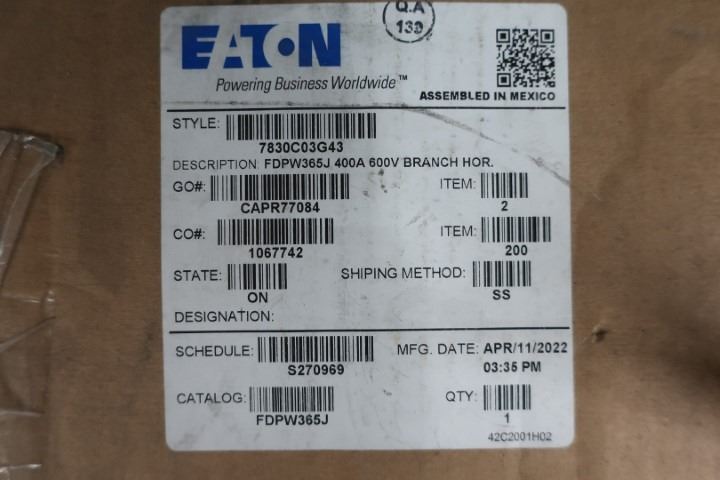 Q.A
139
EATON
Powering Business Worldwide™
ASSEMBLED IN MEXICO
STYLE:
7830C03G43
DESCRIPTION: FDPW365J 400A 600V BRANCH HOR.
GO#: ITEM:
CAPR77084 2
CO#: ITEM:
1067742 200
STATE: SHIPING METHOD:
ON SS
DESIGNATION:
SCHEDULE: MFG. DATE: APR/11/2022
S270969 03:35 PM
CATALOG: QTY:
FDPW365J 1
42C2001H02